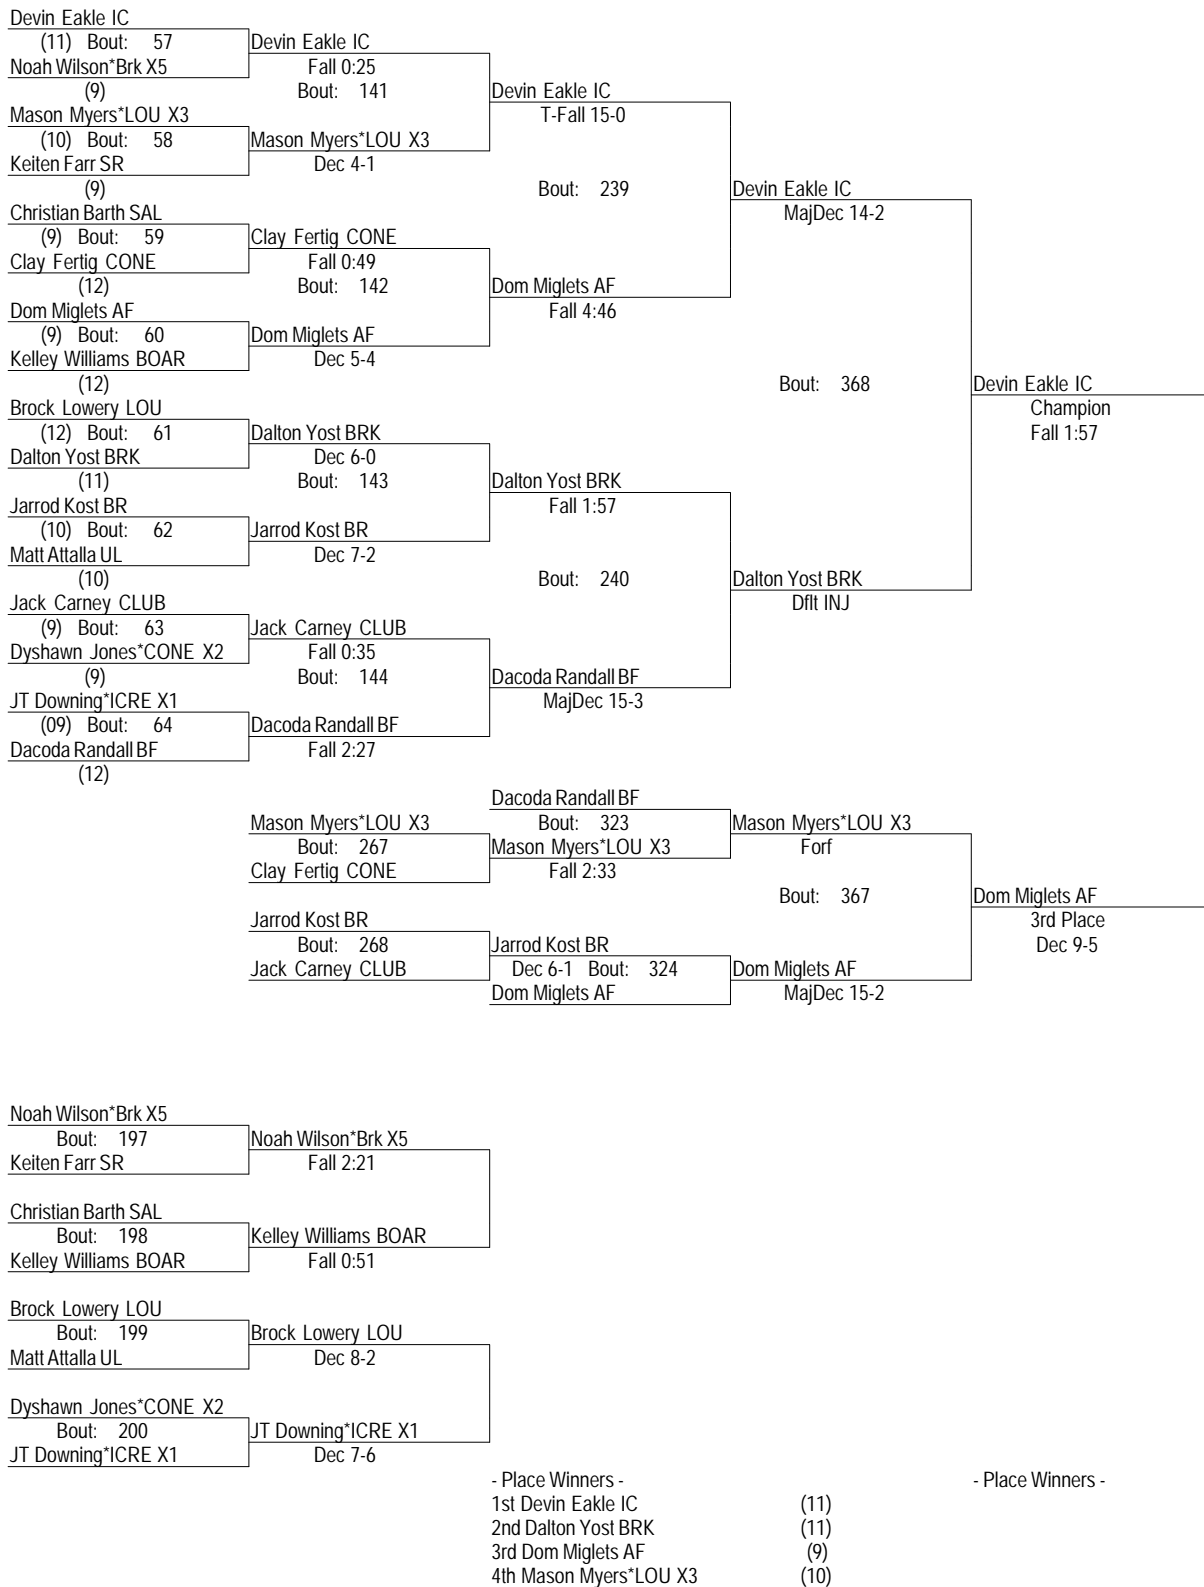 Devin Eakle IC
(11) Bout: 57
Devin Eakle IC
Noah Wilson*Brk X5
Fall 0:25
(9)
Bout: 141
Devin Eakle IC
Mason Myers*LOU X3
T-Fall 15-0
(10) Bout: 58
Mason Myers*LOU X3
Keiten Farr SR
Dec 4-1
(9)
Bout: 239
Devin Eakle IC
Christian Barth SAL
MajDec 14-2
(9) Bout: 59
Clay Fertig CONE
Clay Fertig CONE
Fall 0:49
(12)
Bout: 142
Dom Miglets AF
Dom Miglets AF
Fall 4:46
(9) Bout: 60
Dom Miglets AF
Kelley Williams BOAR
Dec 5-4
(12)
Bout: 368
Devin Eakle IC
Brock Lowery LOU
Champion
(12) Bout: 61
Dalton Yost BRK
Fall 1:57
Dalton Yost BRK
Dec 6-0
(11)
Bout: 143
Dalton Yost BRK
Jarrod Kost BR
Fall 1:57
(10) Bout: 62
Jarrod Kost BR
Matt Attalla UL
Dec 7-2
(10)
Bout: 240
Dalton Yost BRK
Jack Carney CLUB
Dflt INJ
(9) Bout: 63
Jack Carney CLUB
Dyshawn Jones*CONE X2
Fall 0:35
(9)
Bout: 144
Dacoda Randall BF
JT Downing*ICRE X1
MajDec 15-3
(09) Bout: 64
Dacoda Randall BF
Dacoda Randall BF
Fall 2:27
(12)
Dacoda Randall BF
Mason Myers*LOU X3
Bout: 323
Mason Myers*LOU X3
Bout: 267
Mason Myers*LOU X3
Forf
Clay Fertig CONE
Fall 2:33
Bout: 367
Dom Miglets AF
Jarrod Kost BR
3rd Place
Bout: 268
Jarrod Kost BR
Dec 9-5
Jack Carney CLUB
Dec 6-1 Bout: 324
Dom Miglets AF
Dom Miglets AF
MajDec 15-2
Noah Wilson*Brk X5
Bout: 197
Noah Wilson*Brk X5
Keiten Farr SR
Fall 2:21
Christian Barth SAL
Bout: 198
Kelley Williams BOAR
Kelley Williams BOAR
Fall 0:51
Brock Lowery LOU
Bout: 199
Brock Lowery LOU
Matt Attalla UL
Dec 8-2
Dyshawn Jones*CONE X2
Bout: 200
JT Downing*ICRE X1
JT Downing*ICRE X1
Dec 7-6
- Place Winners -
- Place Winners -
1st Devin Eakle IC (11)
2nd Dalton Yost BRK (11)
3rd Dom Miglets AF (9)
4th Mason Myers*LOU X3 (10)